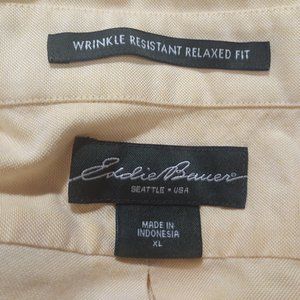 WRINKLE RESISTANT RELAXED FIT
Eddie Bauer
SEATTLE • USA
MADE IN
INDONESIA
XL